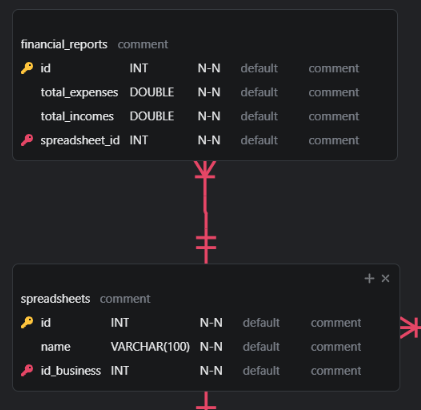 financial_reports comment
id INT N-N default comment
total_expenses DOUBLE N-N default comment
total_incomes DOUBLE N-N default comment
spreadsheet_id INT N-N default comment
spreadsheets comment
id INT N-N default comment
name VARCHAR(100) N-N default comment
id_business INT N-N default comment